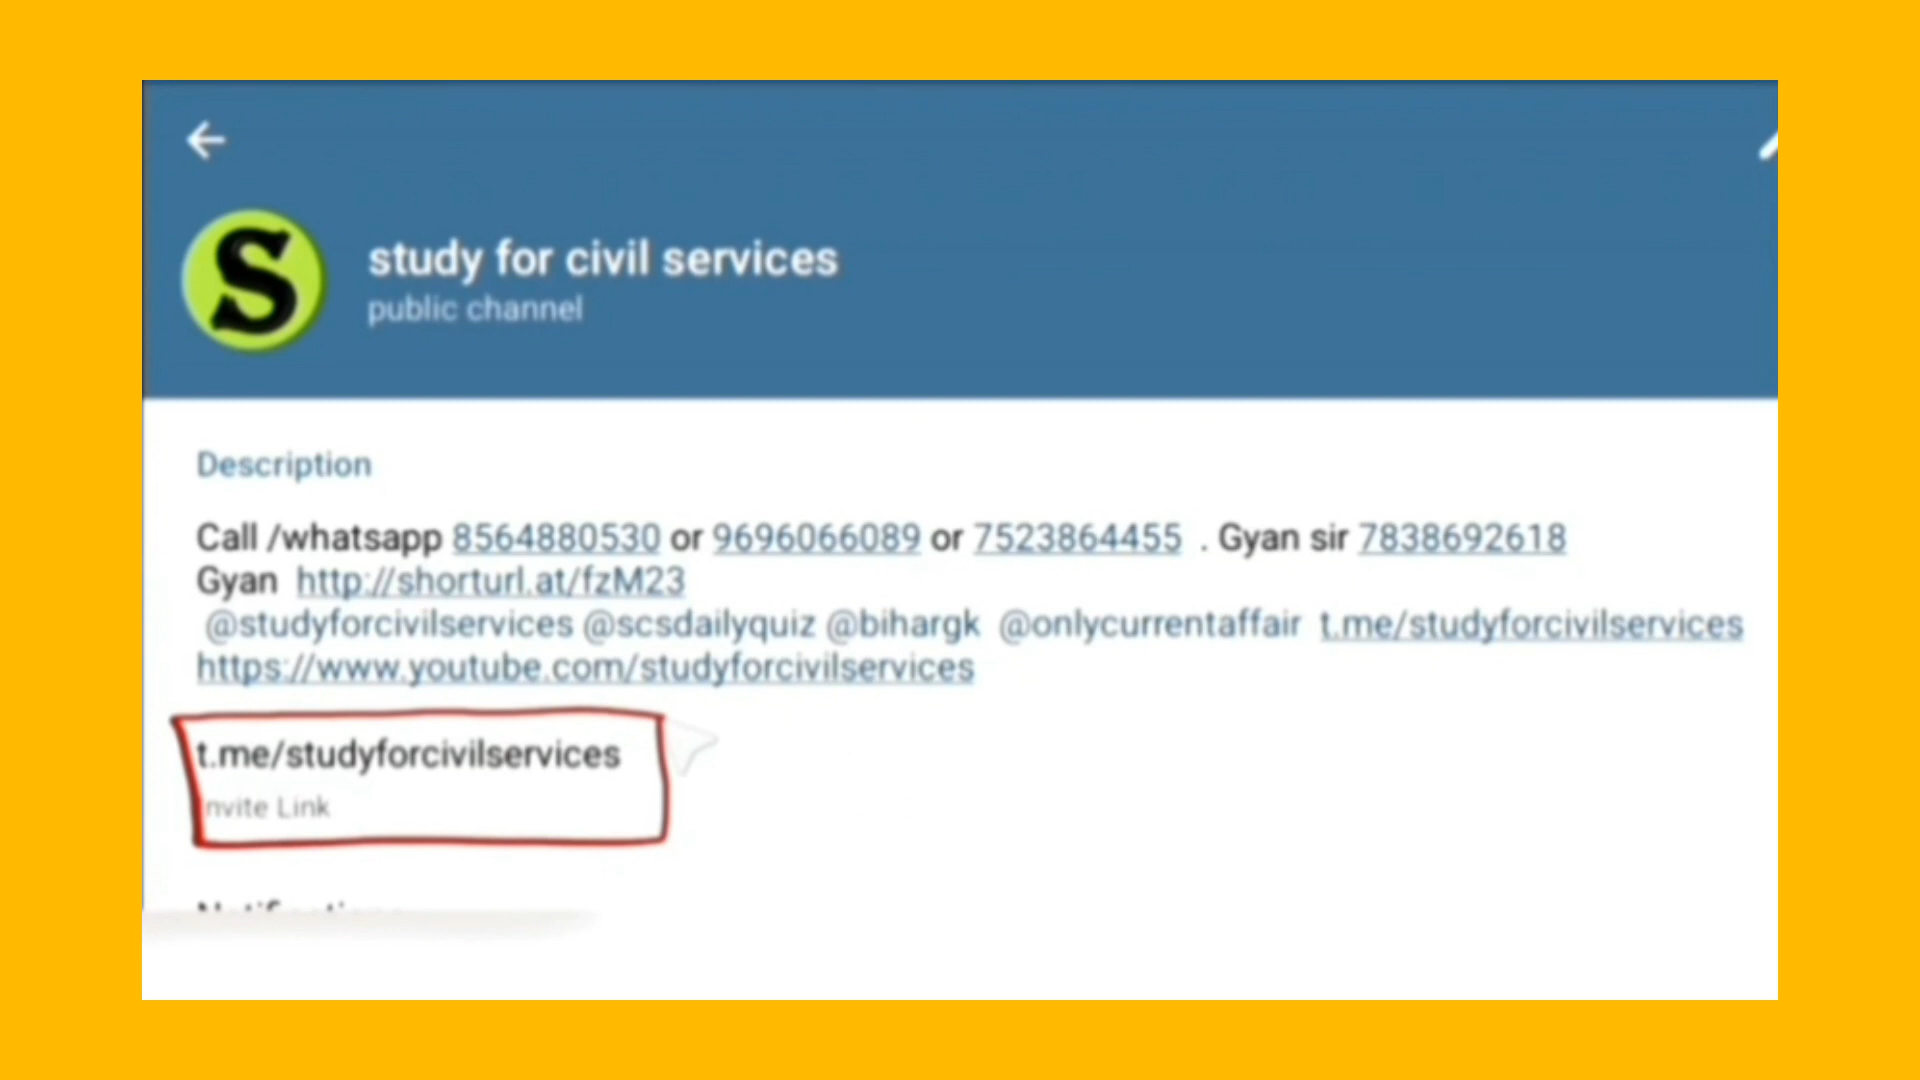 S
study for civil services
public channel
Description
Call /whatsapp 8564880530 or 9696066089 or 7523864455 . Gyan sir 7838692618
Gyan http://shorturl.at/fzM23
@studyforcivilservices @scsdailyquiz @bihargk @onlycurrentaffair t.me/studyforcivilservices
https://www.youtube.com/studyforcivilservices
t.me/studyforcivilservices
Invite Link